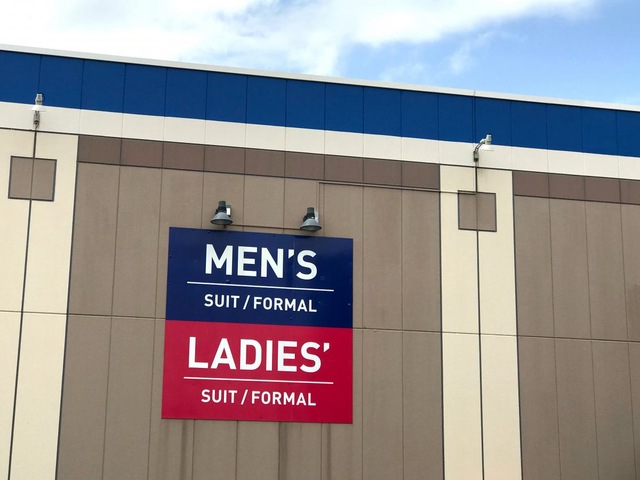 MEN'S
SUIT / FORMAL
LADIES'
SUIT / FORMAL